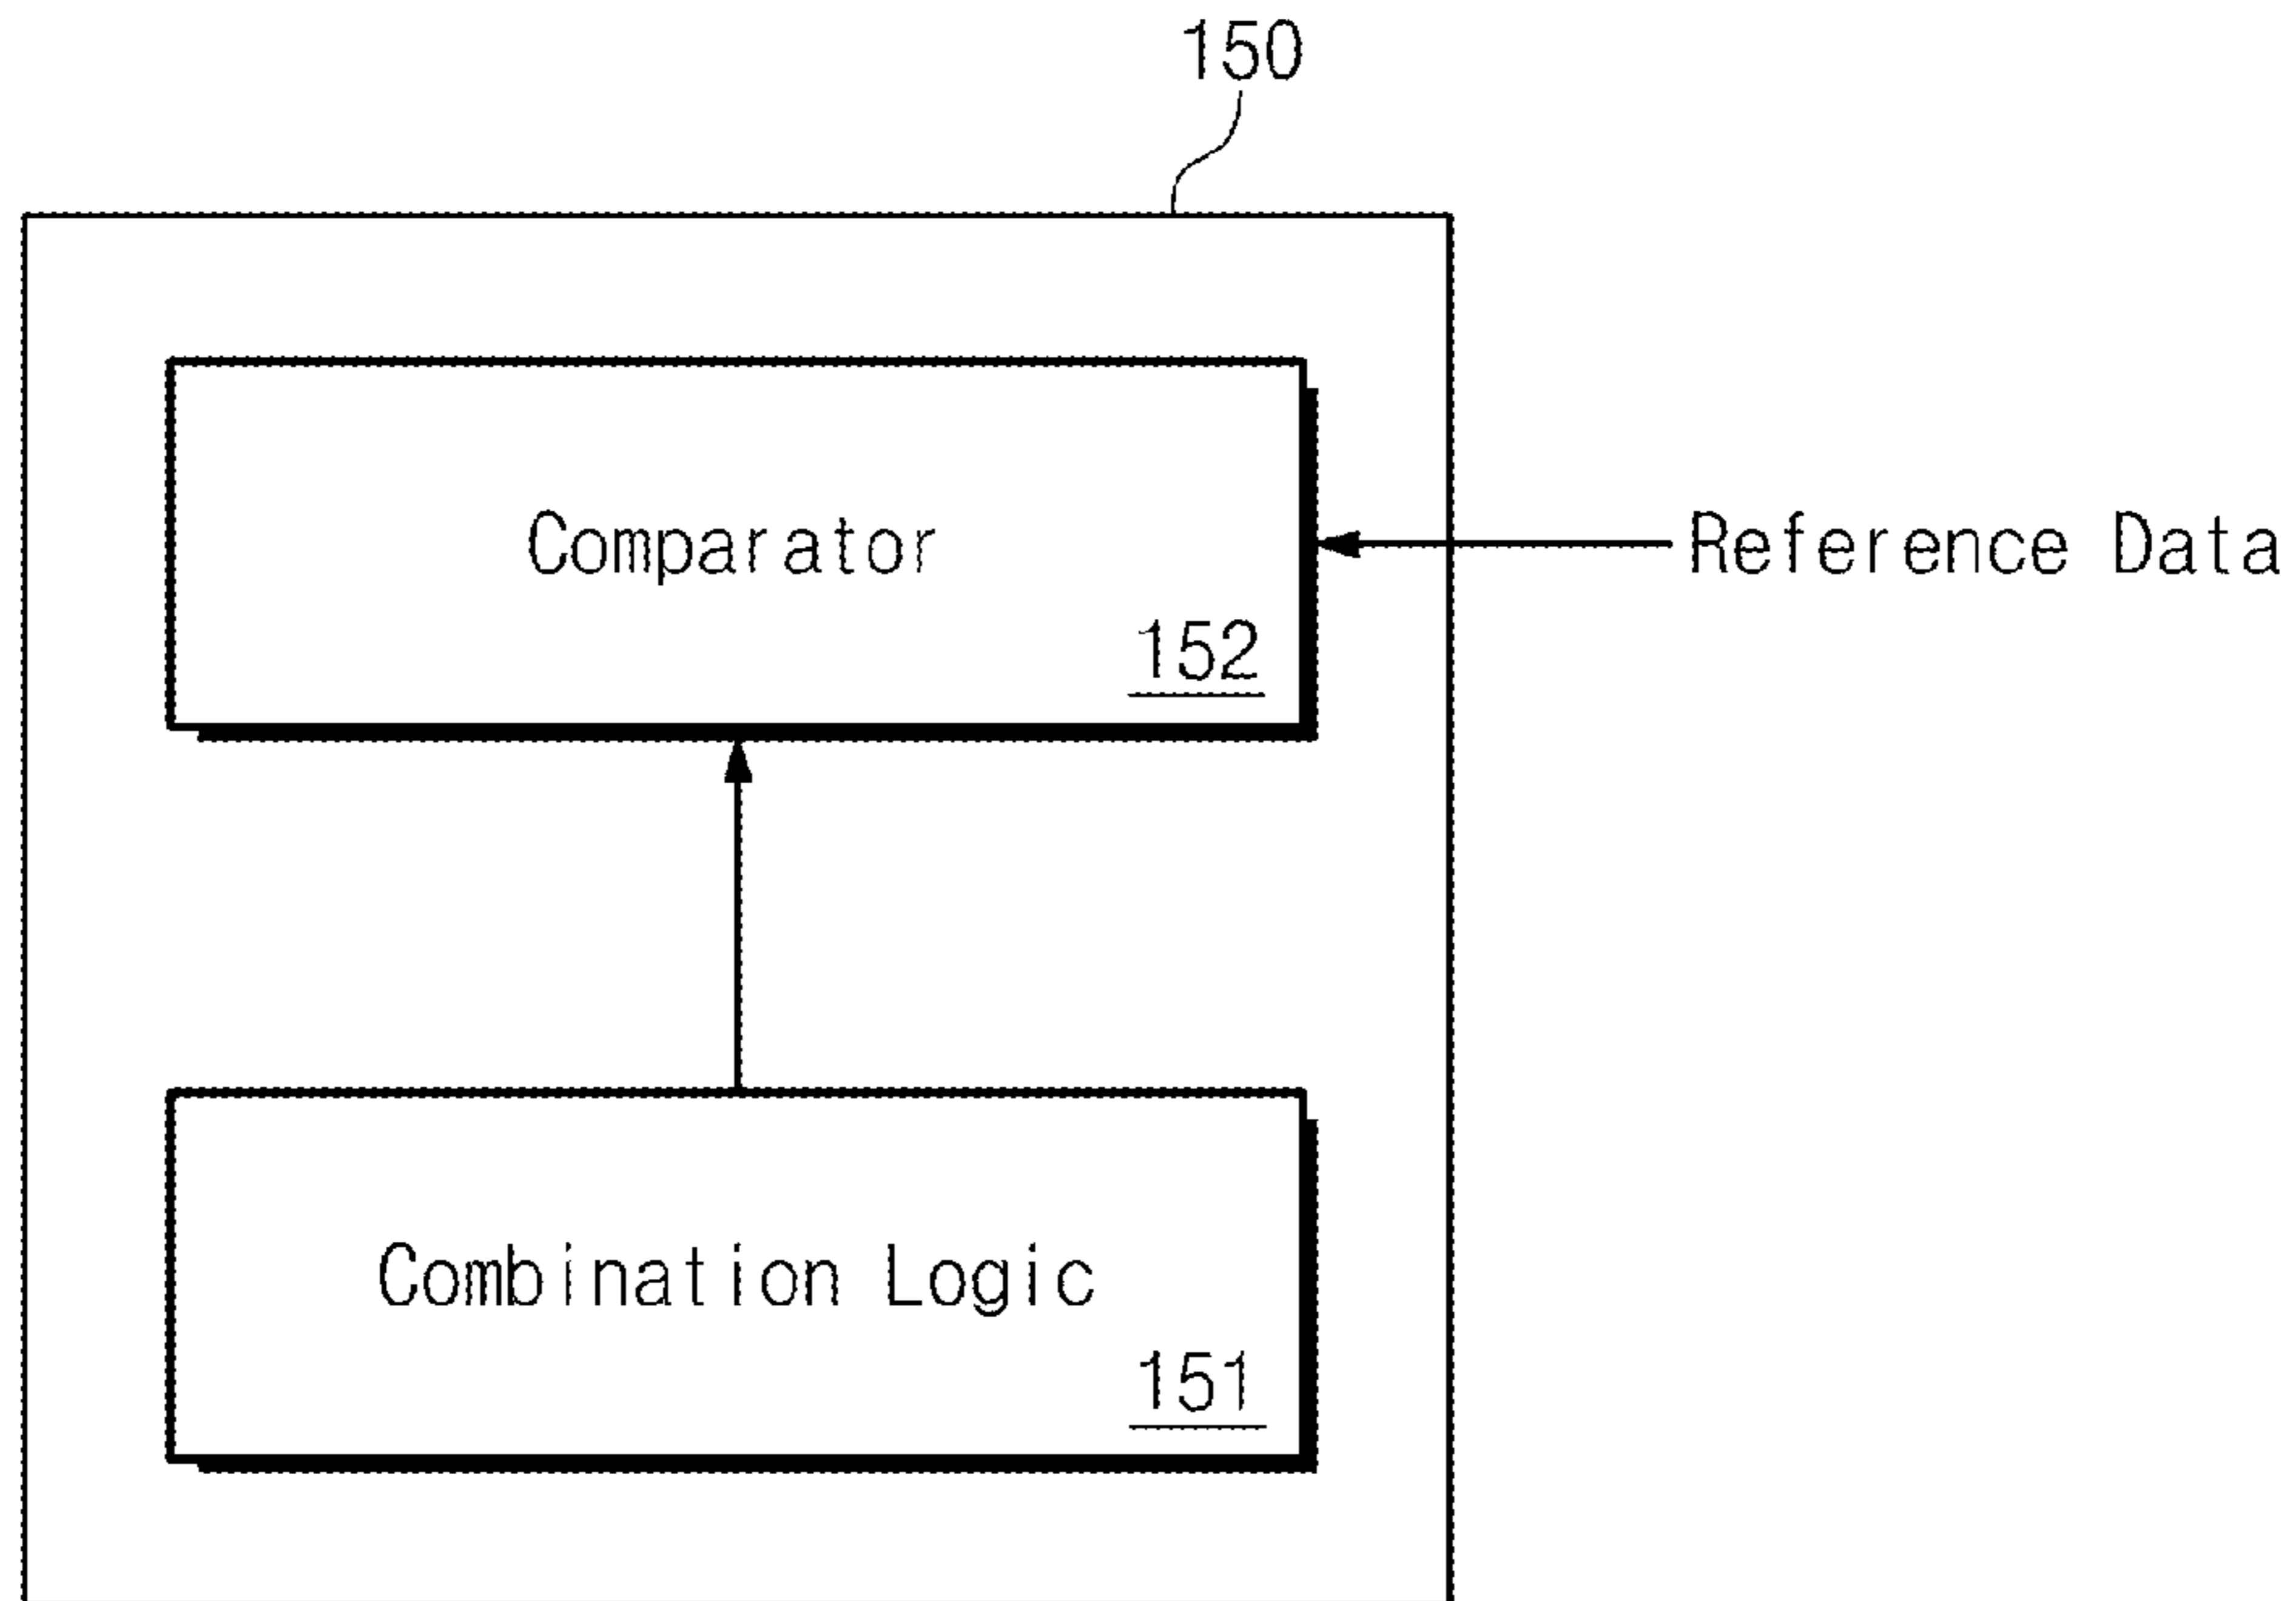 150
Comparator
152
Reference Data
Combination Logic
151